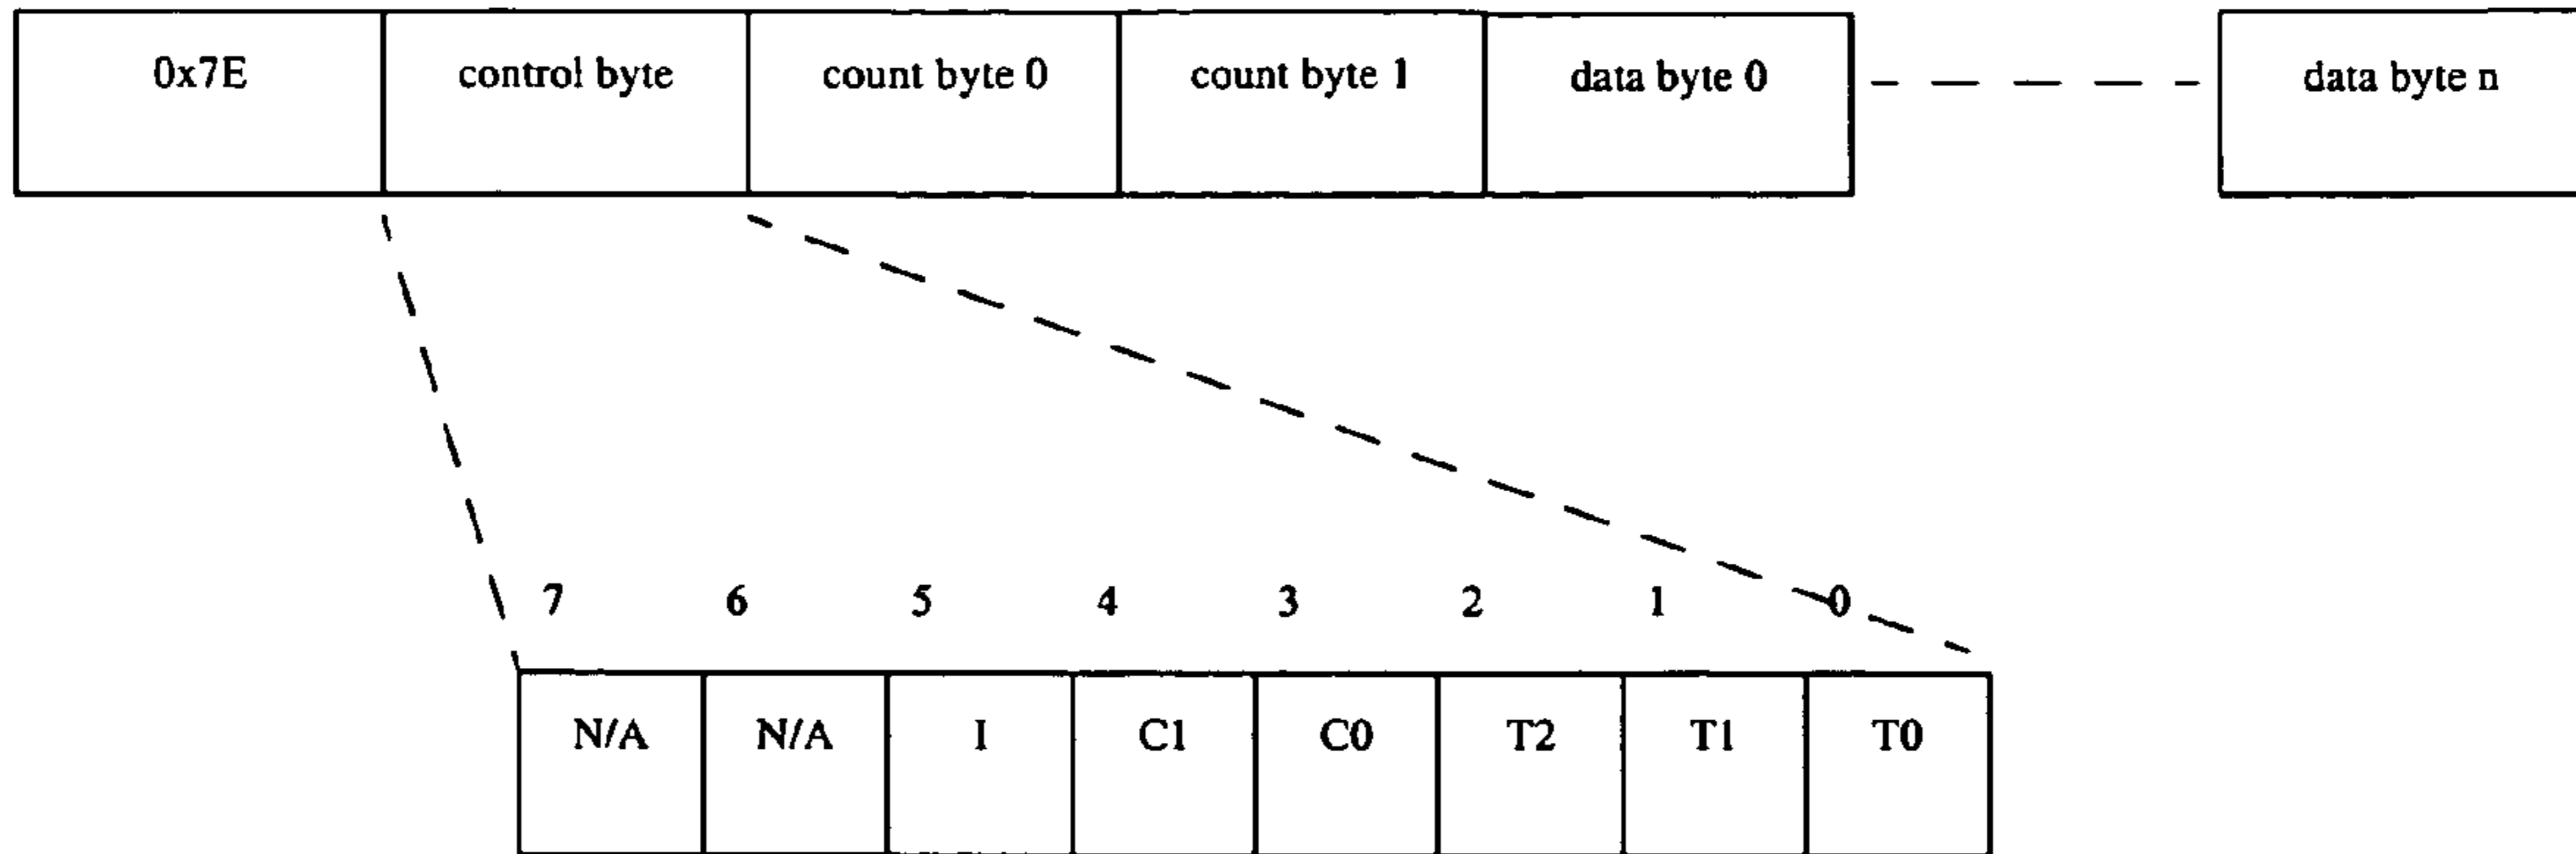 0x7E control byte count byte 0 count byte 1 data byte 0 data byte n
7 6 5 4 3 2 1 0
N/A N/A I C1 C0 T2 T1 T0